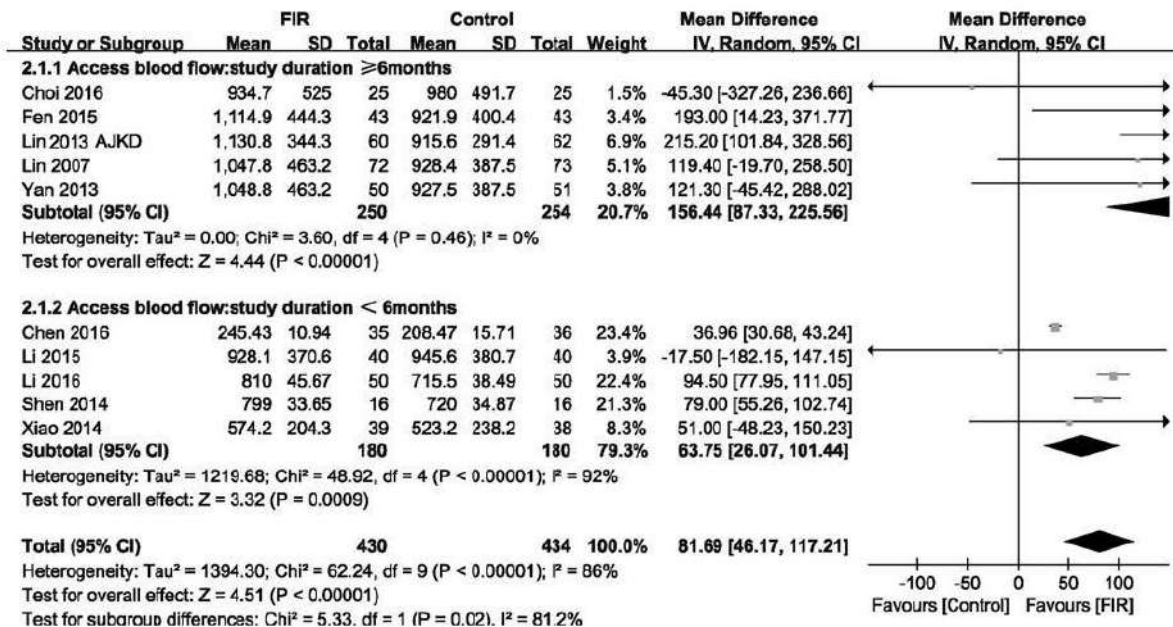 FIR Control Mean Difference Mean Difference
Study or Subgroup Mean SD Total Mean SD Total Weight IV, Random, 95% CI IV, Random, 95% CI
2.1.1 Access blood flow:study duration ≥6months
Choi 2016 934.7 525 25 980 491.7 25 1.5% -45.30 [-327.26, 236.66]
Fen 2015 1,114.9 444.3 43 921.9 400.4 43 3.4% 193.00 [14.23, 371.77]
Lin 2013 AJKD 1,130.8 344.3 60 915.6 291.4 62 6.9% 215.20 [101.84, 328.56]
Lin 2007 1,047.8 463.2 72 928.4 387.5 73 5.1% 119.40 [-19.70, 258.50]
Yan 2013 1,048.8 463.2 50 927.5 387.5 51 3.8% 121.30 [-45.42, 288.02]
Subtotal (95% CI) 250 254 20.7% 156.44 [87.33, 225.56]
Heterogeneity: Tau² = 0.00; Chi² = 3.60, df = 4 (P = 0.46); I² = 0%
Test for overall effect: Z = 4.44 (P < 0.00001)
2.1.2 Access blood flow:study duration < 6months
Chen 2016 245.43 10.94 35 208.47 15.71 36 23.4% 36.96 [30.68, 43.24]
Li 2015 928.1 370.6 40 945.6 380.7 40 3.9% -17.50 [-182.15, 147.15]
Li 2016 810 45.67 50 715.5 38.49 50 22.4% 94.50 [77.95, 111.05]
Shen 2014 799 33.65 16 720 34.87 16 21.3% 79.00 [55.26, 102.74]
Xiao 2014 574.2 204.3 39 523.2 238.2 38 8.3% 51.00 [-48.23, 150.23]
Subtotal (95% CI) 180 180 79.3% 63.75 [26.07, 101.44]
Heterogeneity: Tau² = 1219.68; Chi² = 48.92, df = 4 (P < 0.00001); I² = 92%
Test for overall effect: Z = 3.32 (P = 0.0009)
Total (95% CI) 430 434 100.0% 81.69 [46.17, 117.21]
Heterogeneity: Tau² = 1394.30; Chi² = 62.24, df = 9 (P < 0.00001); I² = 86%
Test for overall effect: Z = 4.51 (P < 0.00001)
Test for subgroup differences: Chi² = 5.33, df = 1 (P = 0.02), I² = 81.2%
-100 -50 0 50 100
Favours [Control] Favours [FIR]